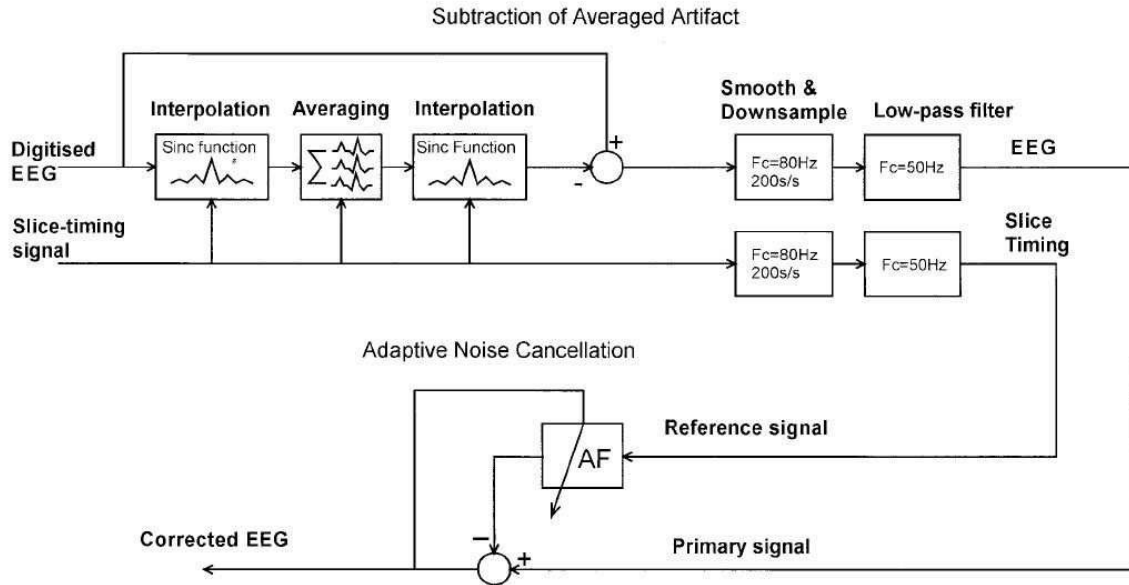 Subtraction of Averaged Artifact
Interpolation
Averaging
Interpolation
Smooth &
Downsample
Low-pass filter
Digitised
EEG
Sinc function
Σ
Sinc Function
+
-
Fc=80Hz
200s/s
Fc=50Hz
EEG
Slice-timing
signal
Fc=80Hz
200s/s
Fc=50Hz
Slice
Timing
Adaptive Noise Cancellation
AF
Reference signal
Corrected EEG
−
+
Primary signal